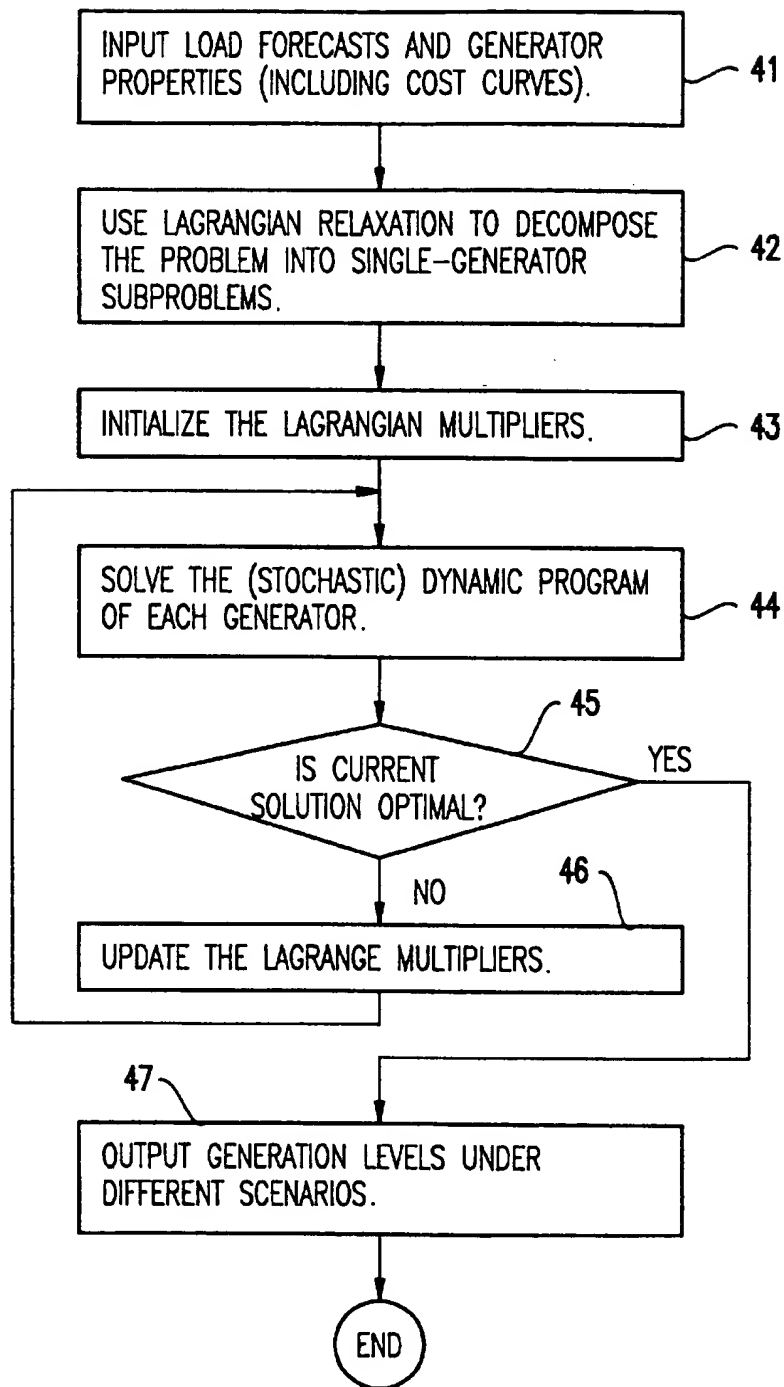 INPUT LOAD FORECASTS AND GENERATOR
PROPERTIES (INCLUDING COST CURVES).
41
USE LAGRANGIAN RELAXATION TO DECOMPOSE
THE PROBLEM INTO SINGLE-GENERATOR
SUBPROBLEMS.
42
INITIALIZE THE LAGRANGIAN MULTIPLIERS.
43
SOLVE THE (STOCHASTIC) DYNAMIC PROGRAM
OF EACH GENERATOR.
44
45
IS CURRENT
SOLUTION OPTIMAL?
YES
NO
46
UPDATE THE LAGRANGE MULTIPLIERS.
47
OUTPUT GENERATION LEVELS UNDER
DIFFERENT SCENARIOS.
END